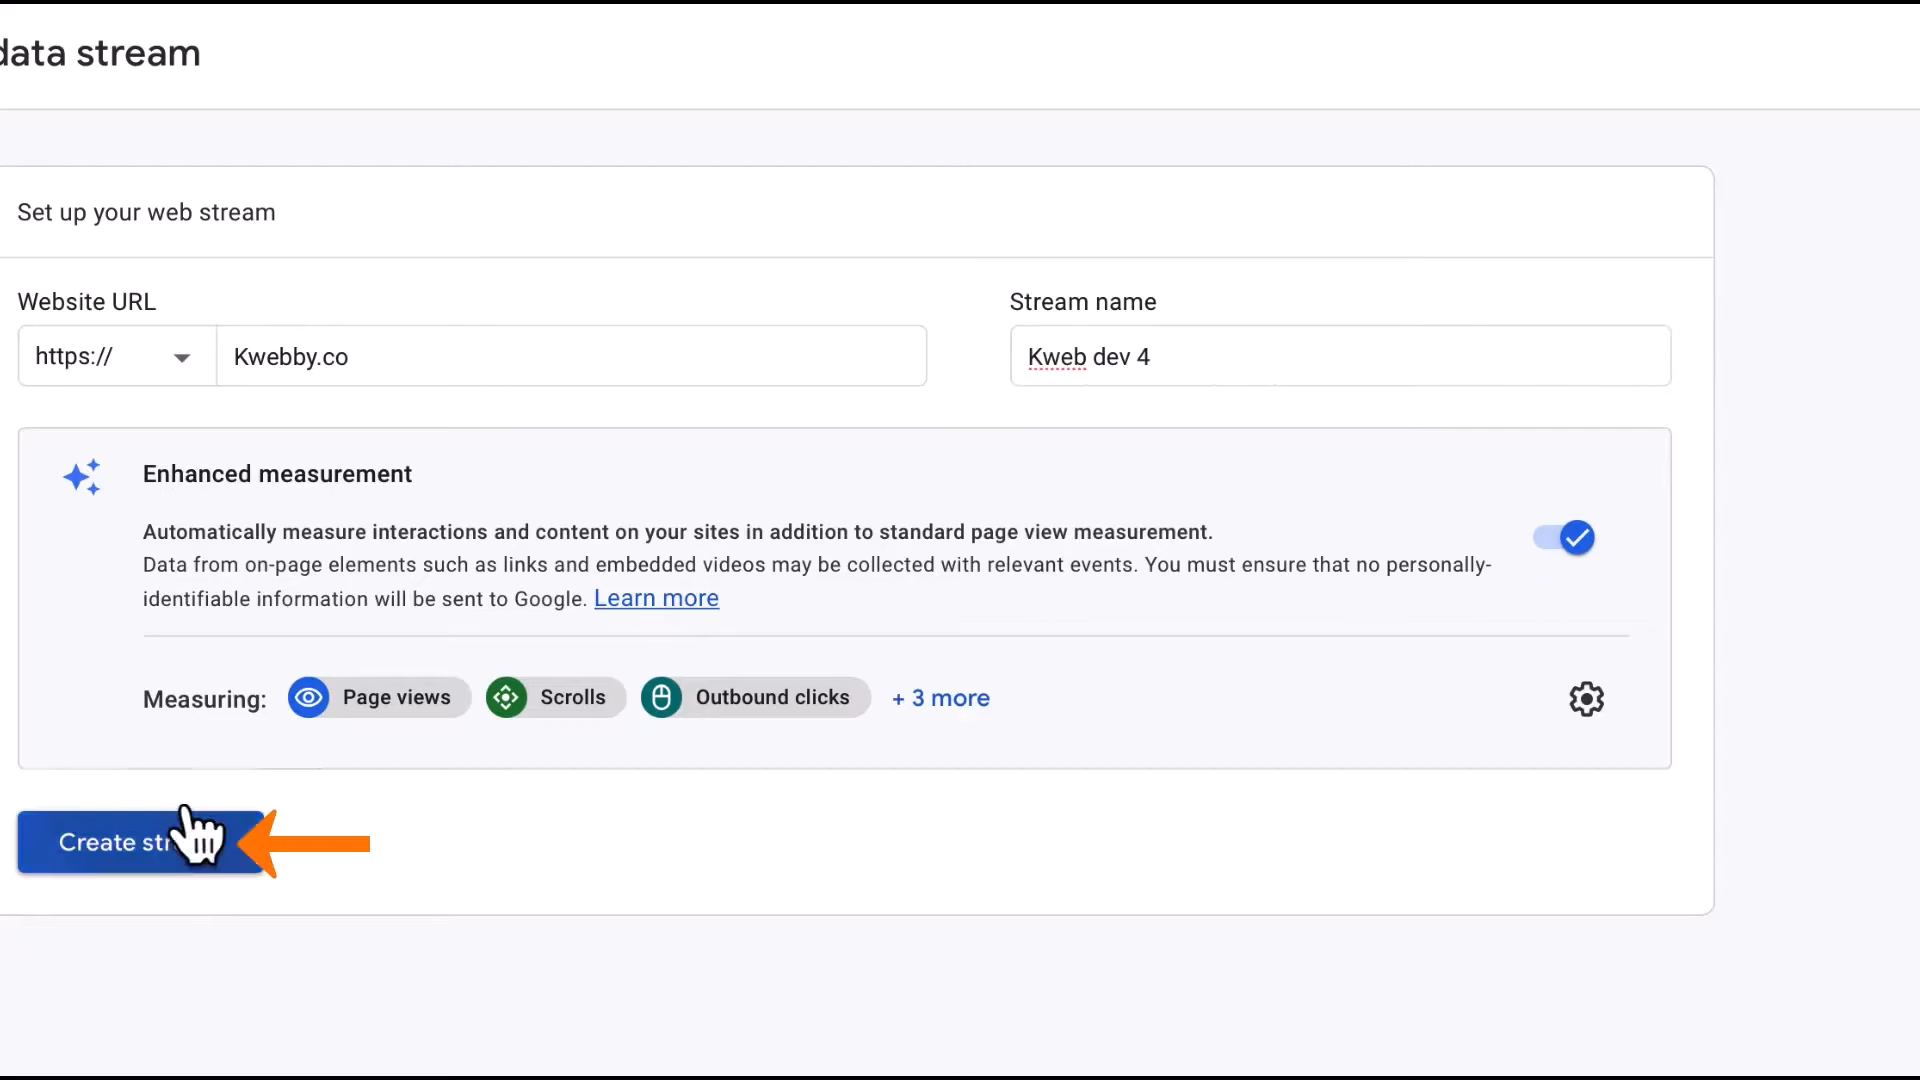 data stream
Set up your web stream
Website URL
Stream name
https://
Kwebby.co
Kweb dev 4
Enhanced measurement
Automatically measure interactions and content on your sites in addition to standard page view measurement.
Data from on-page elements such as links and embedded videos may be collected with relevant events. You must ensure that no personally-
identifiable information will be sent to Google. Learn more
Measuring:
Page views
Scrolls
Outbound clicks
+ 3 more
Create